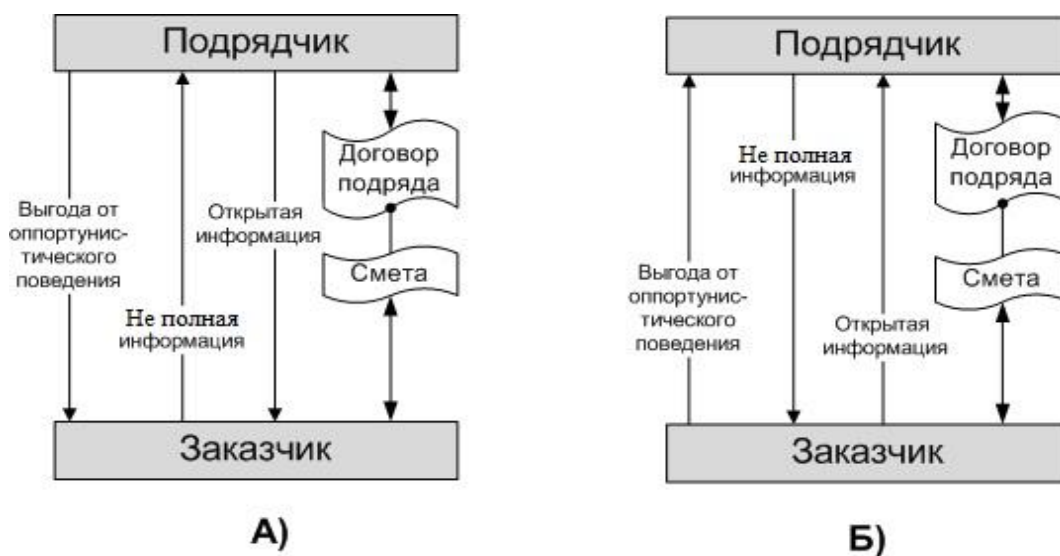 Подрядчик
Договор
подряда
Выгода от
оппортунис-
тического
поведения
Открытая
информация
Смета
Не полная
информация
Заказчик
А)
Подрядчик
Не полная
информация
Договор
подряда
Выгода от
оппортунис-
тического
поведения
Смета
Открытая
информация
Заказчик
Б)